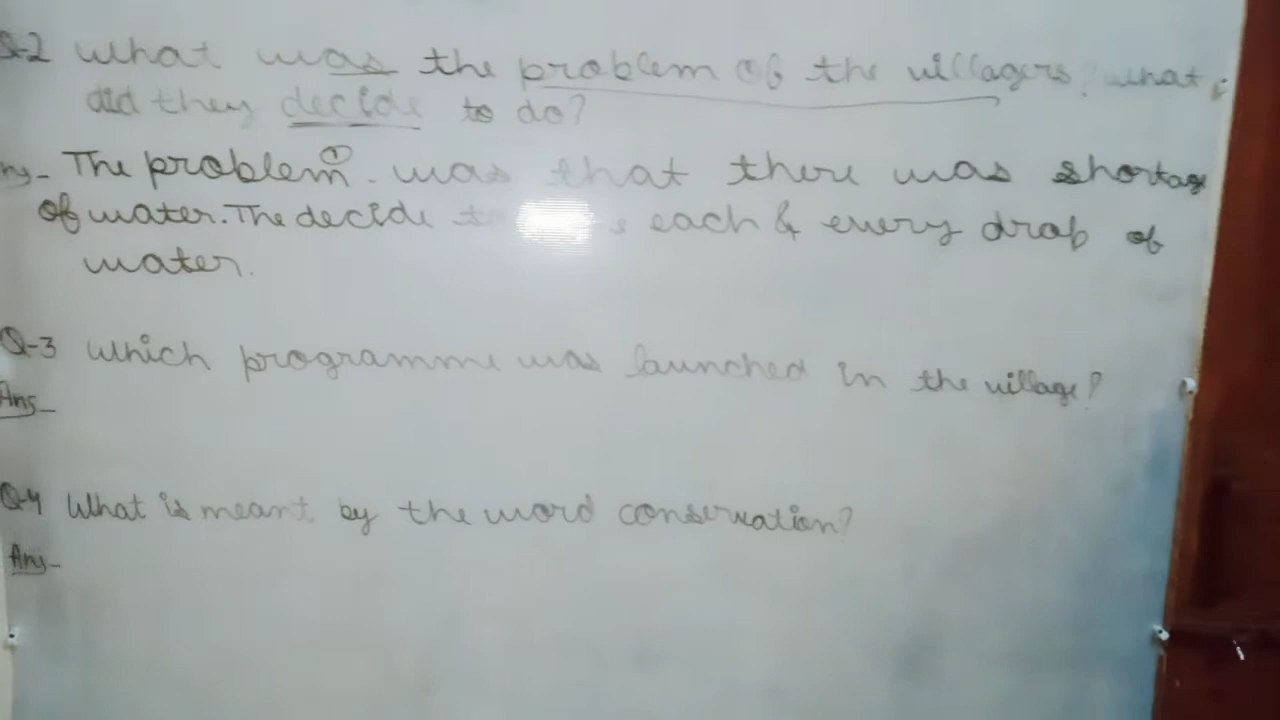 Q-2 What was the problem of the villagers, what
did they decide to do?
Ans- The problem ① was that there was shortage
of water. The decide each & every drop of
water.
Q-3 Which programme was launched in the village?
Ans-
Q-4 What is meant by the word conservation?
Ans-